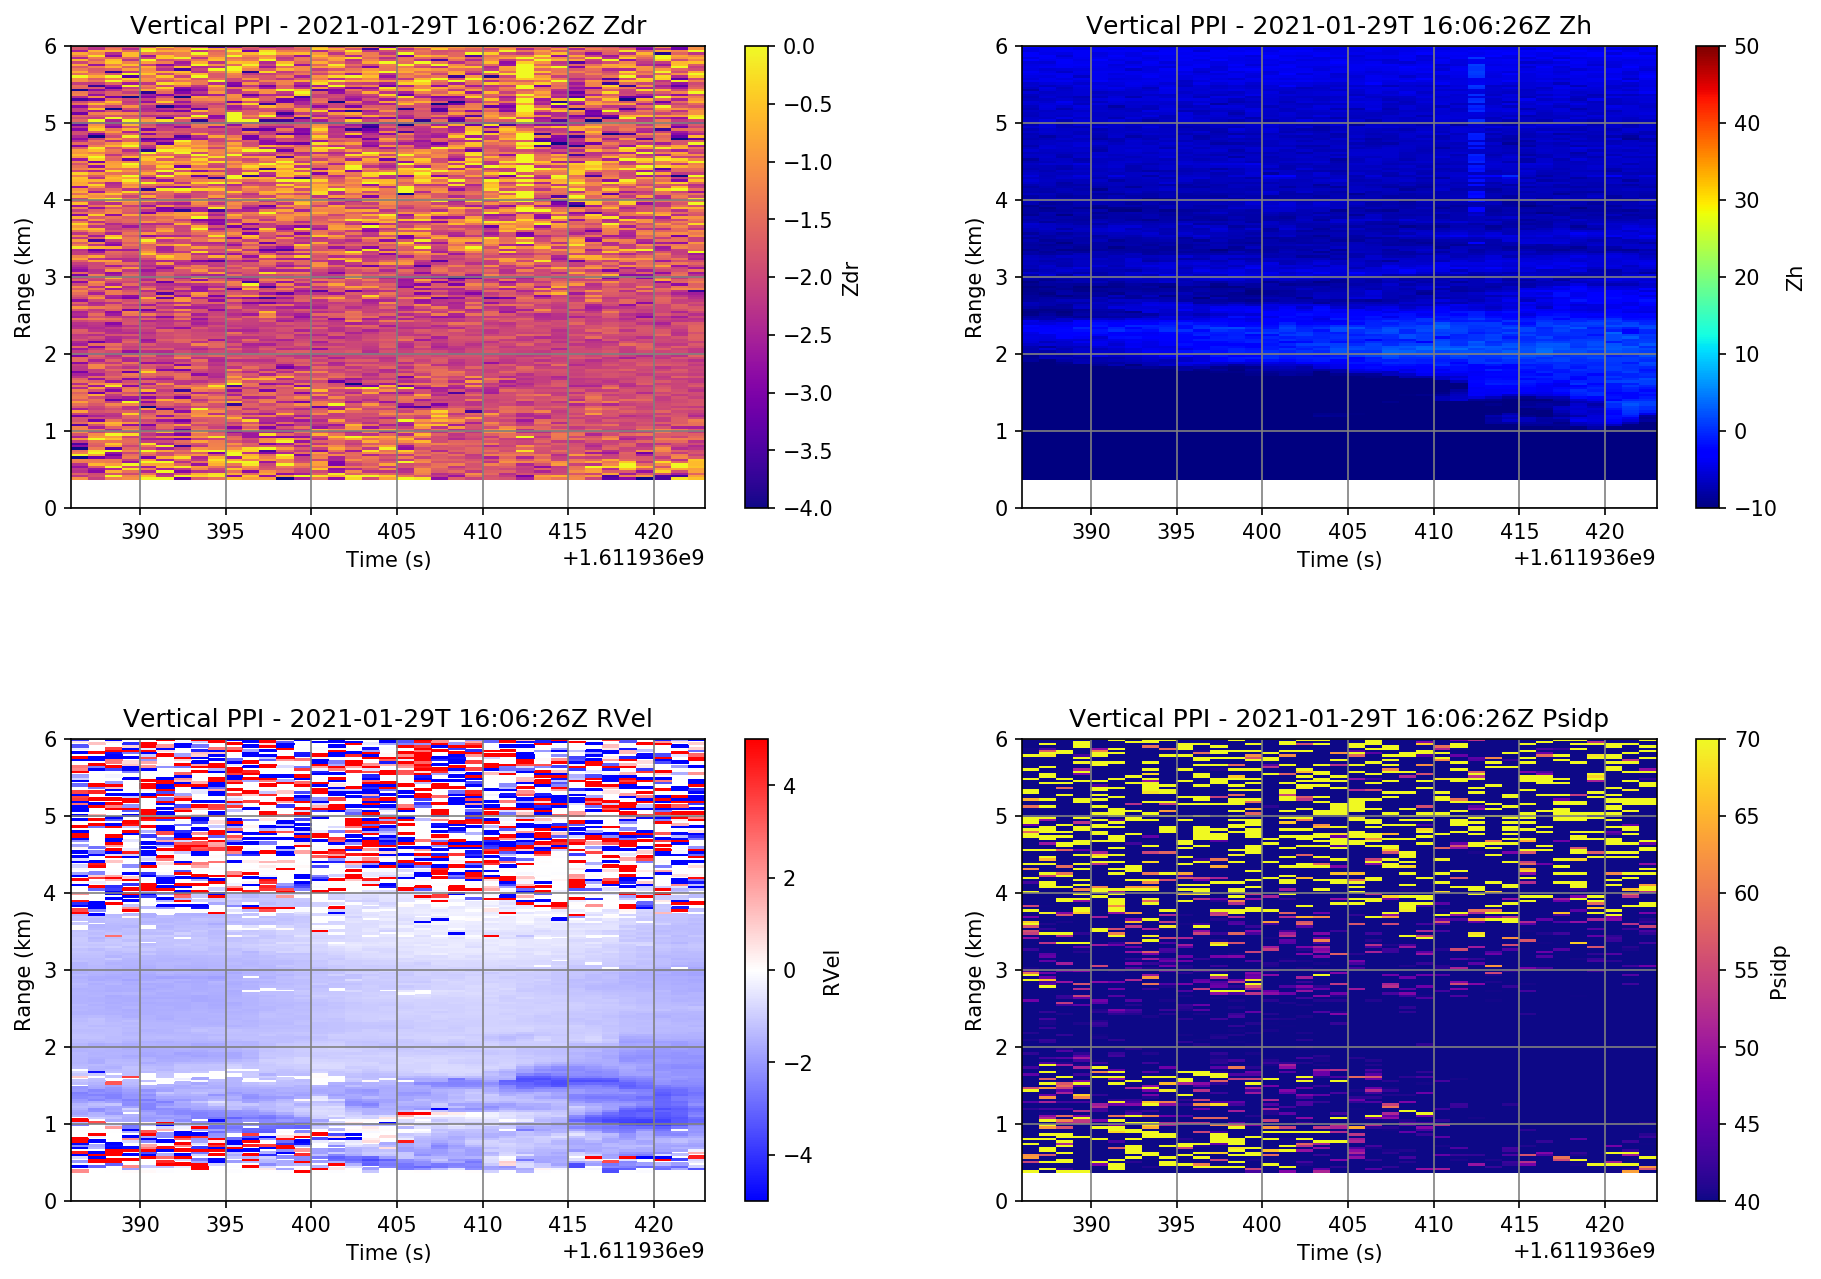 Vertical PPI - 2021-01-29T 16:06:26Z Zdr
6
5
4
3
2
1
0
Range (km)
390 395 400 405 410 415 420
Time (s)
+1.6111936e9
0.0
−0.5
−1.0
−1.5
−2.0
−2.5
−3.0
−3.5
−4.0
Zdr
Vertical PPI - 2021-01-29T 16:06:26Z Zh
6
5
4
3
2
1
0
Range (km)
390 395 400 405 410 415 420
Time (s)
+1.6111936e9
50
40
30
20
10
0
−10
Zh
Vertical PPI - 2021-01-29T 16:06:26Z RVel
6
5
4
3
2
1
0
Range (km)
390 395 400 405 410 415 420
Time (s)
+1.6111936e9
4
2
0
−2
−4
RVel
Vertical PPI - 2021-01-29T 16:06:26Z Psidp
6
5
4
3
2
1
0
Range (km)
390 395 400 405 410 415 420
Time (s)
+1.6111936e9
70
65
60
55
50
45
40
Psidp